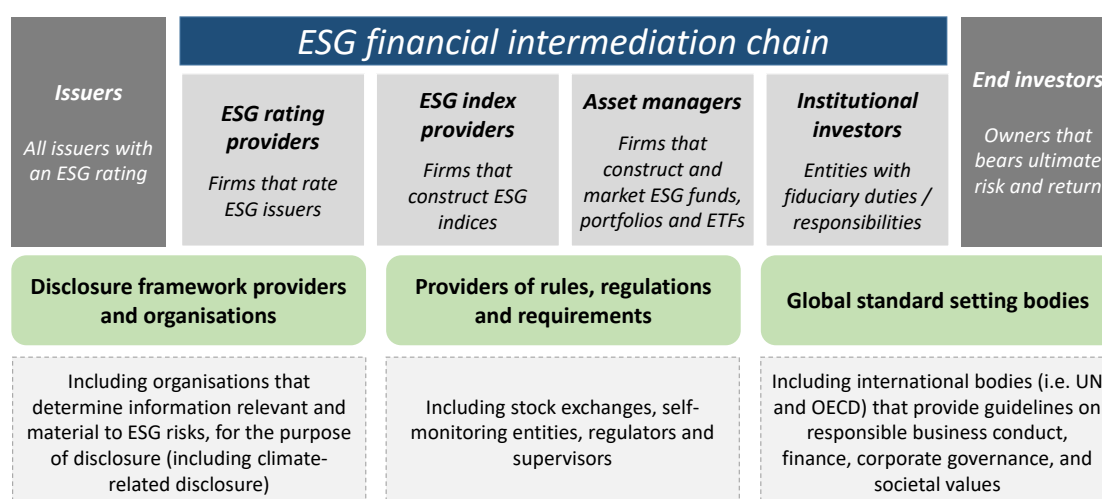 ESG financial intermediation chain
Issuers
All issuers with
an ESG rating
ESG rating
providers
Firms that rate
ESG issuers
ESG index
providers
Firms that
construct ESG
indices
Asset managers
Firms that
construct and
market ESG funds,
portfolios and ETFs
Institutional
investors
Entities with
fiduciary duties /
responsibilities
End investors
Owners that
bears ultimate
risk and return
Disclosure framework providers
and organisations
Providers of rules, regulations
and requirements
Global standard setting bodies
Including organisations that
determine information relevant and
material to ESG risks, for the purpose
of disclosure (including climate-
related disclosure)
Including stock exchanges, self-
monitoring entities, regulators and
supervisors
Including international bodies (i.e. UN
and OECD) that provide guidelines on
responsible business conduct,
finance, corporate governance, and
societal values